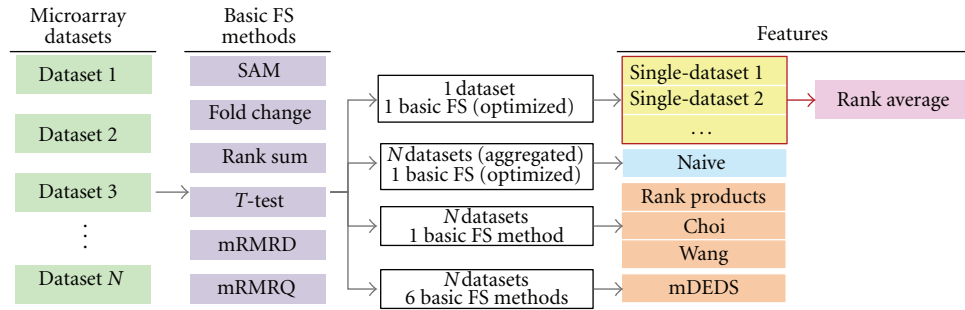 Microarray
datasets
Dataset 1
Dataset 2
Dataset 3
⋮
Dataset N
Basic FS
methods
SAM
Fold change
Rank sum
T-test
mRMRD
mRMRQ
1 dataset
1 basic FS (optimized)
N datasets (aggregated)
1 basic FS (optimized)
N datasets
1 basic FS method
N datasets
6 basic FS methods
Features
Single-dataset 1
Single-dataset 2
...
Naive
Rank products
Choi
Wang
mDEDS
Rank average